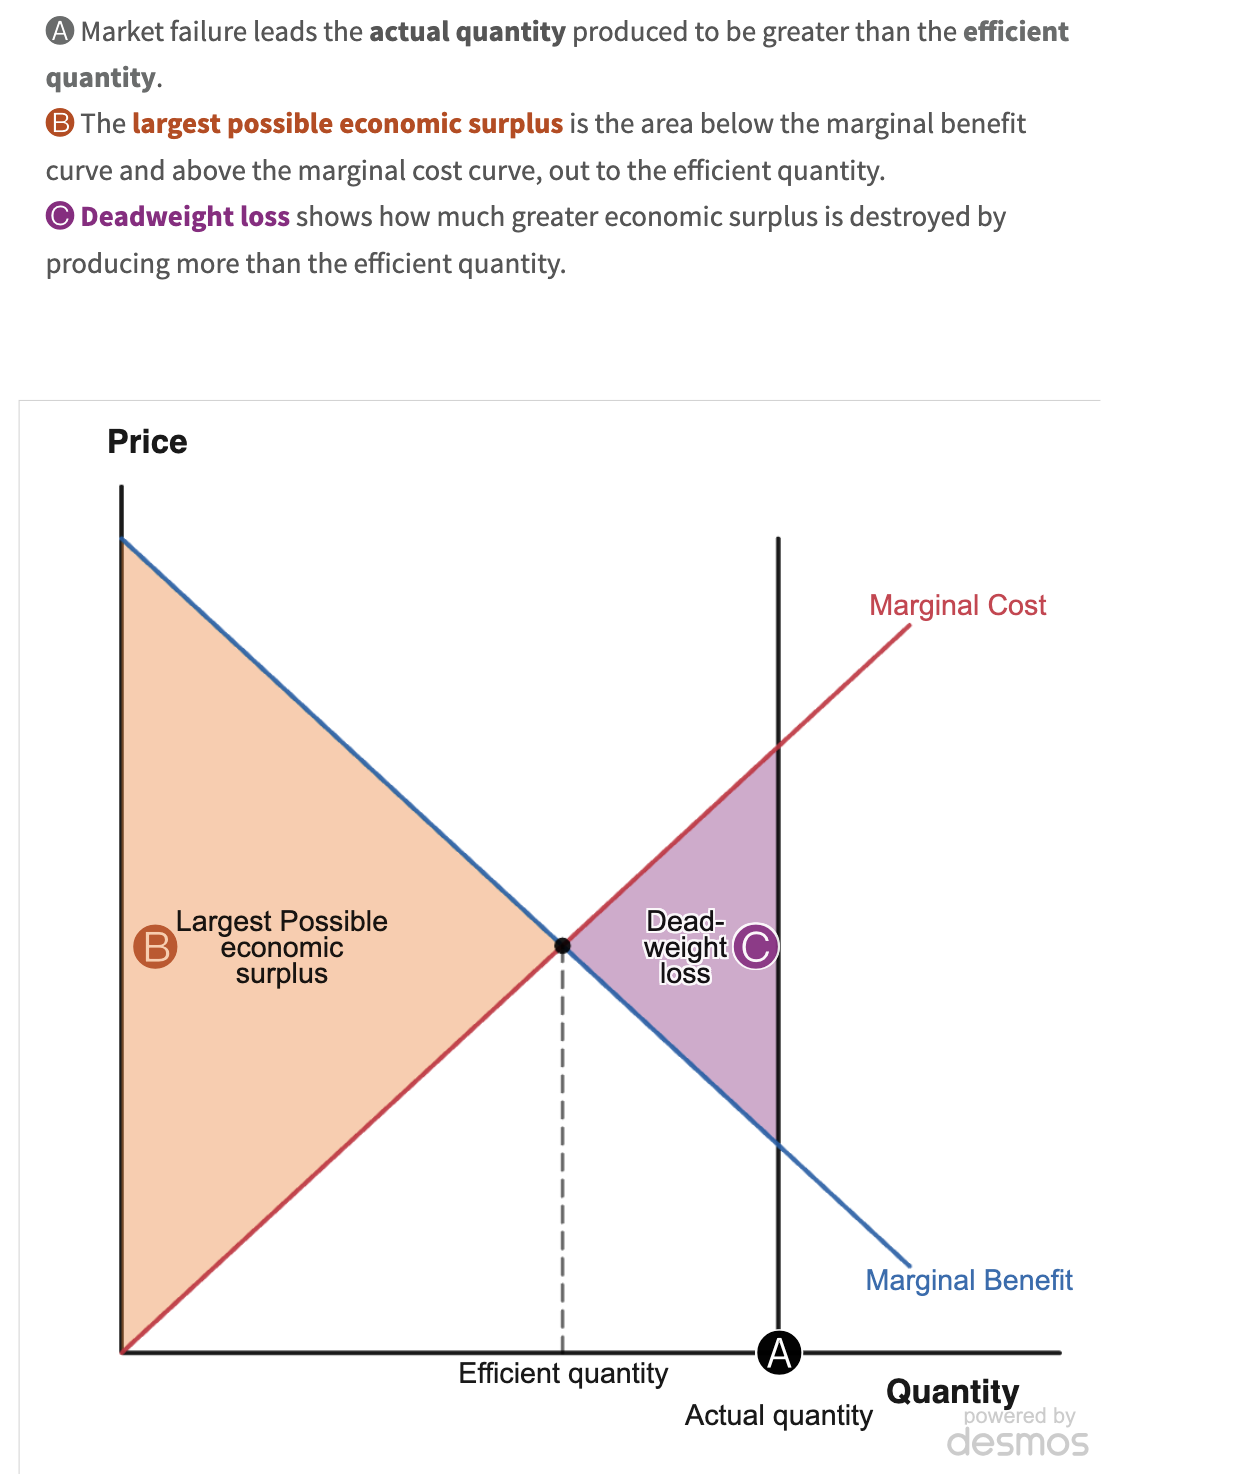 A Market failure leads the actual quantity produced to be greater than the efficient
quantity.
B The largest possible economic surplus is the area below the marginal benefit
curve and above the marginal cost curve, out to the efficient quantity.
C Deadweight loss shows how much greater economic surplus is destroyed by
producing more than the efficient quantity.
Price
Marginal Cost
B Largest Possible
economic
surplus
Dead-
weight
loss
C
Marginal Benefit
A
Efficient quantity
Quantity
Actual quantity
powered by
desmos